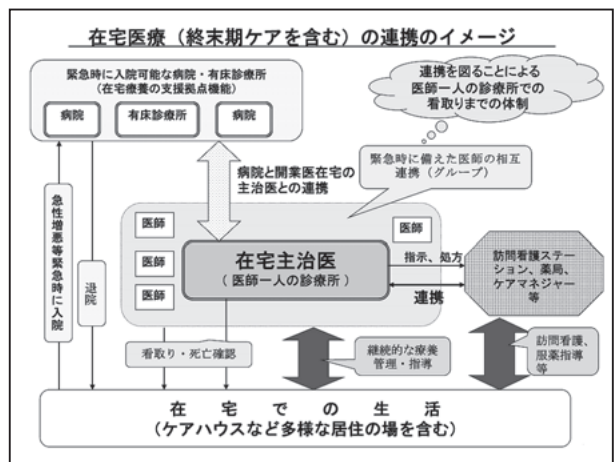 在宅医療（終末期ケアを含む）の連携のイメージ
緊急時に入院可能な病院・有床診療所
（在宅療養の支援拠点機能）
病院
有床診療所
病院
連携を図ることによる
医師一人の診療所での
看取りまでの体制
病院と開業医在宅の
主治医との連携
緊急時に備えた医師の相互
連携（グループ）
急性増悪等緊急時に入院
退院
医師
医師
医師
医師
在宅主治医
（医師一人の診療所）
指示、処方
連携
訪問看護ステー
ション、薬局、
ケアマネジャー
等
看取り・死亡確認
継続的な療養
管理・指導
訪問看護、
服薬指導
等
在宅での生活
（ケアハウスなど多様な居住の場を含む）